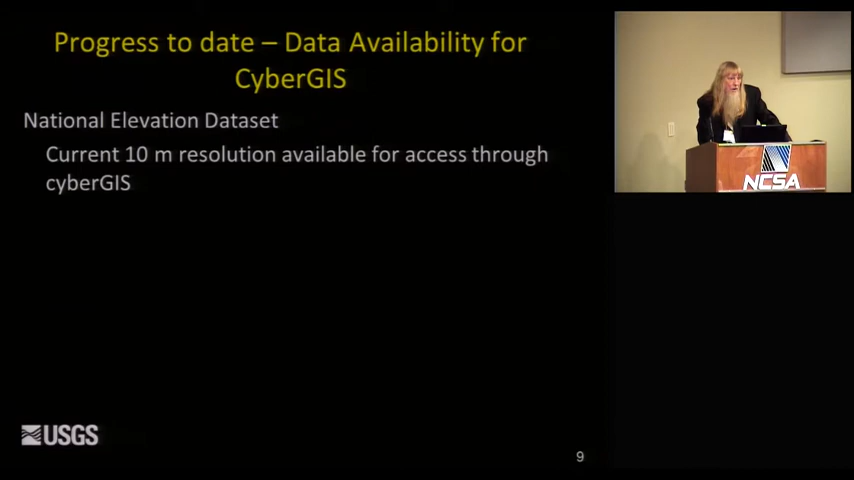 Progress to date – Data Availability for
CyberGIS
National Elevation Dataset
Current 10 m resolution available for access through
cyberGIS
USGS
9
NCSA